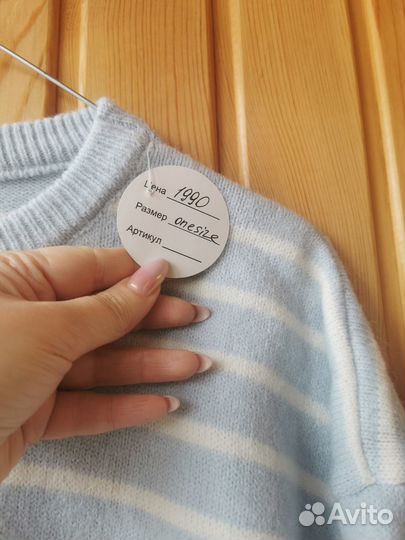 Цена 1990
Размер onesize
Артикул
Avito